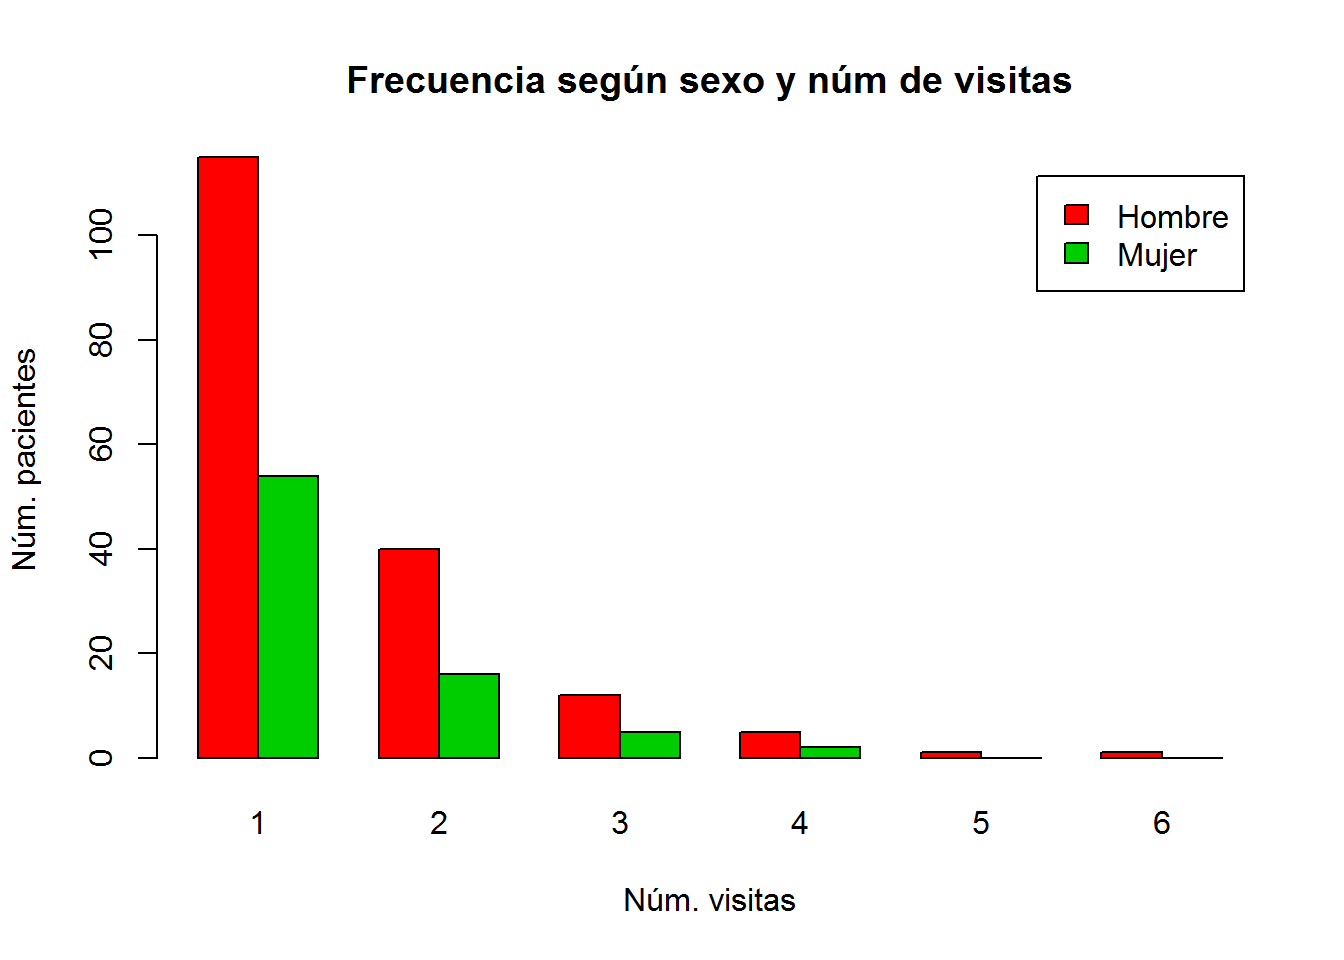 Frecuencia según sexo y núm de visitas
Hombre
Mujer
Núm. pacientes
100
80
60
40
20
0
1 2 3 4 5 6
Núm. visitas